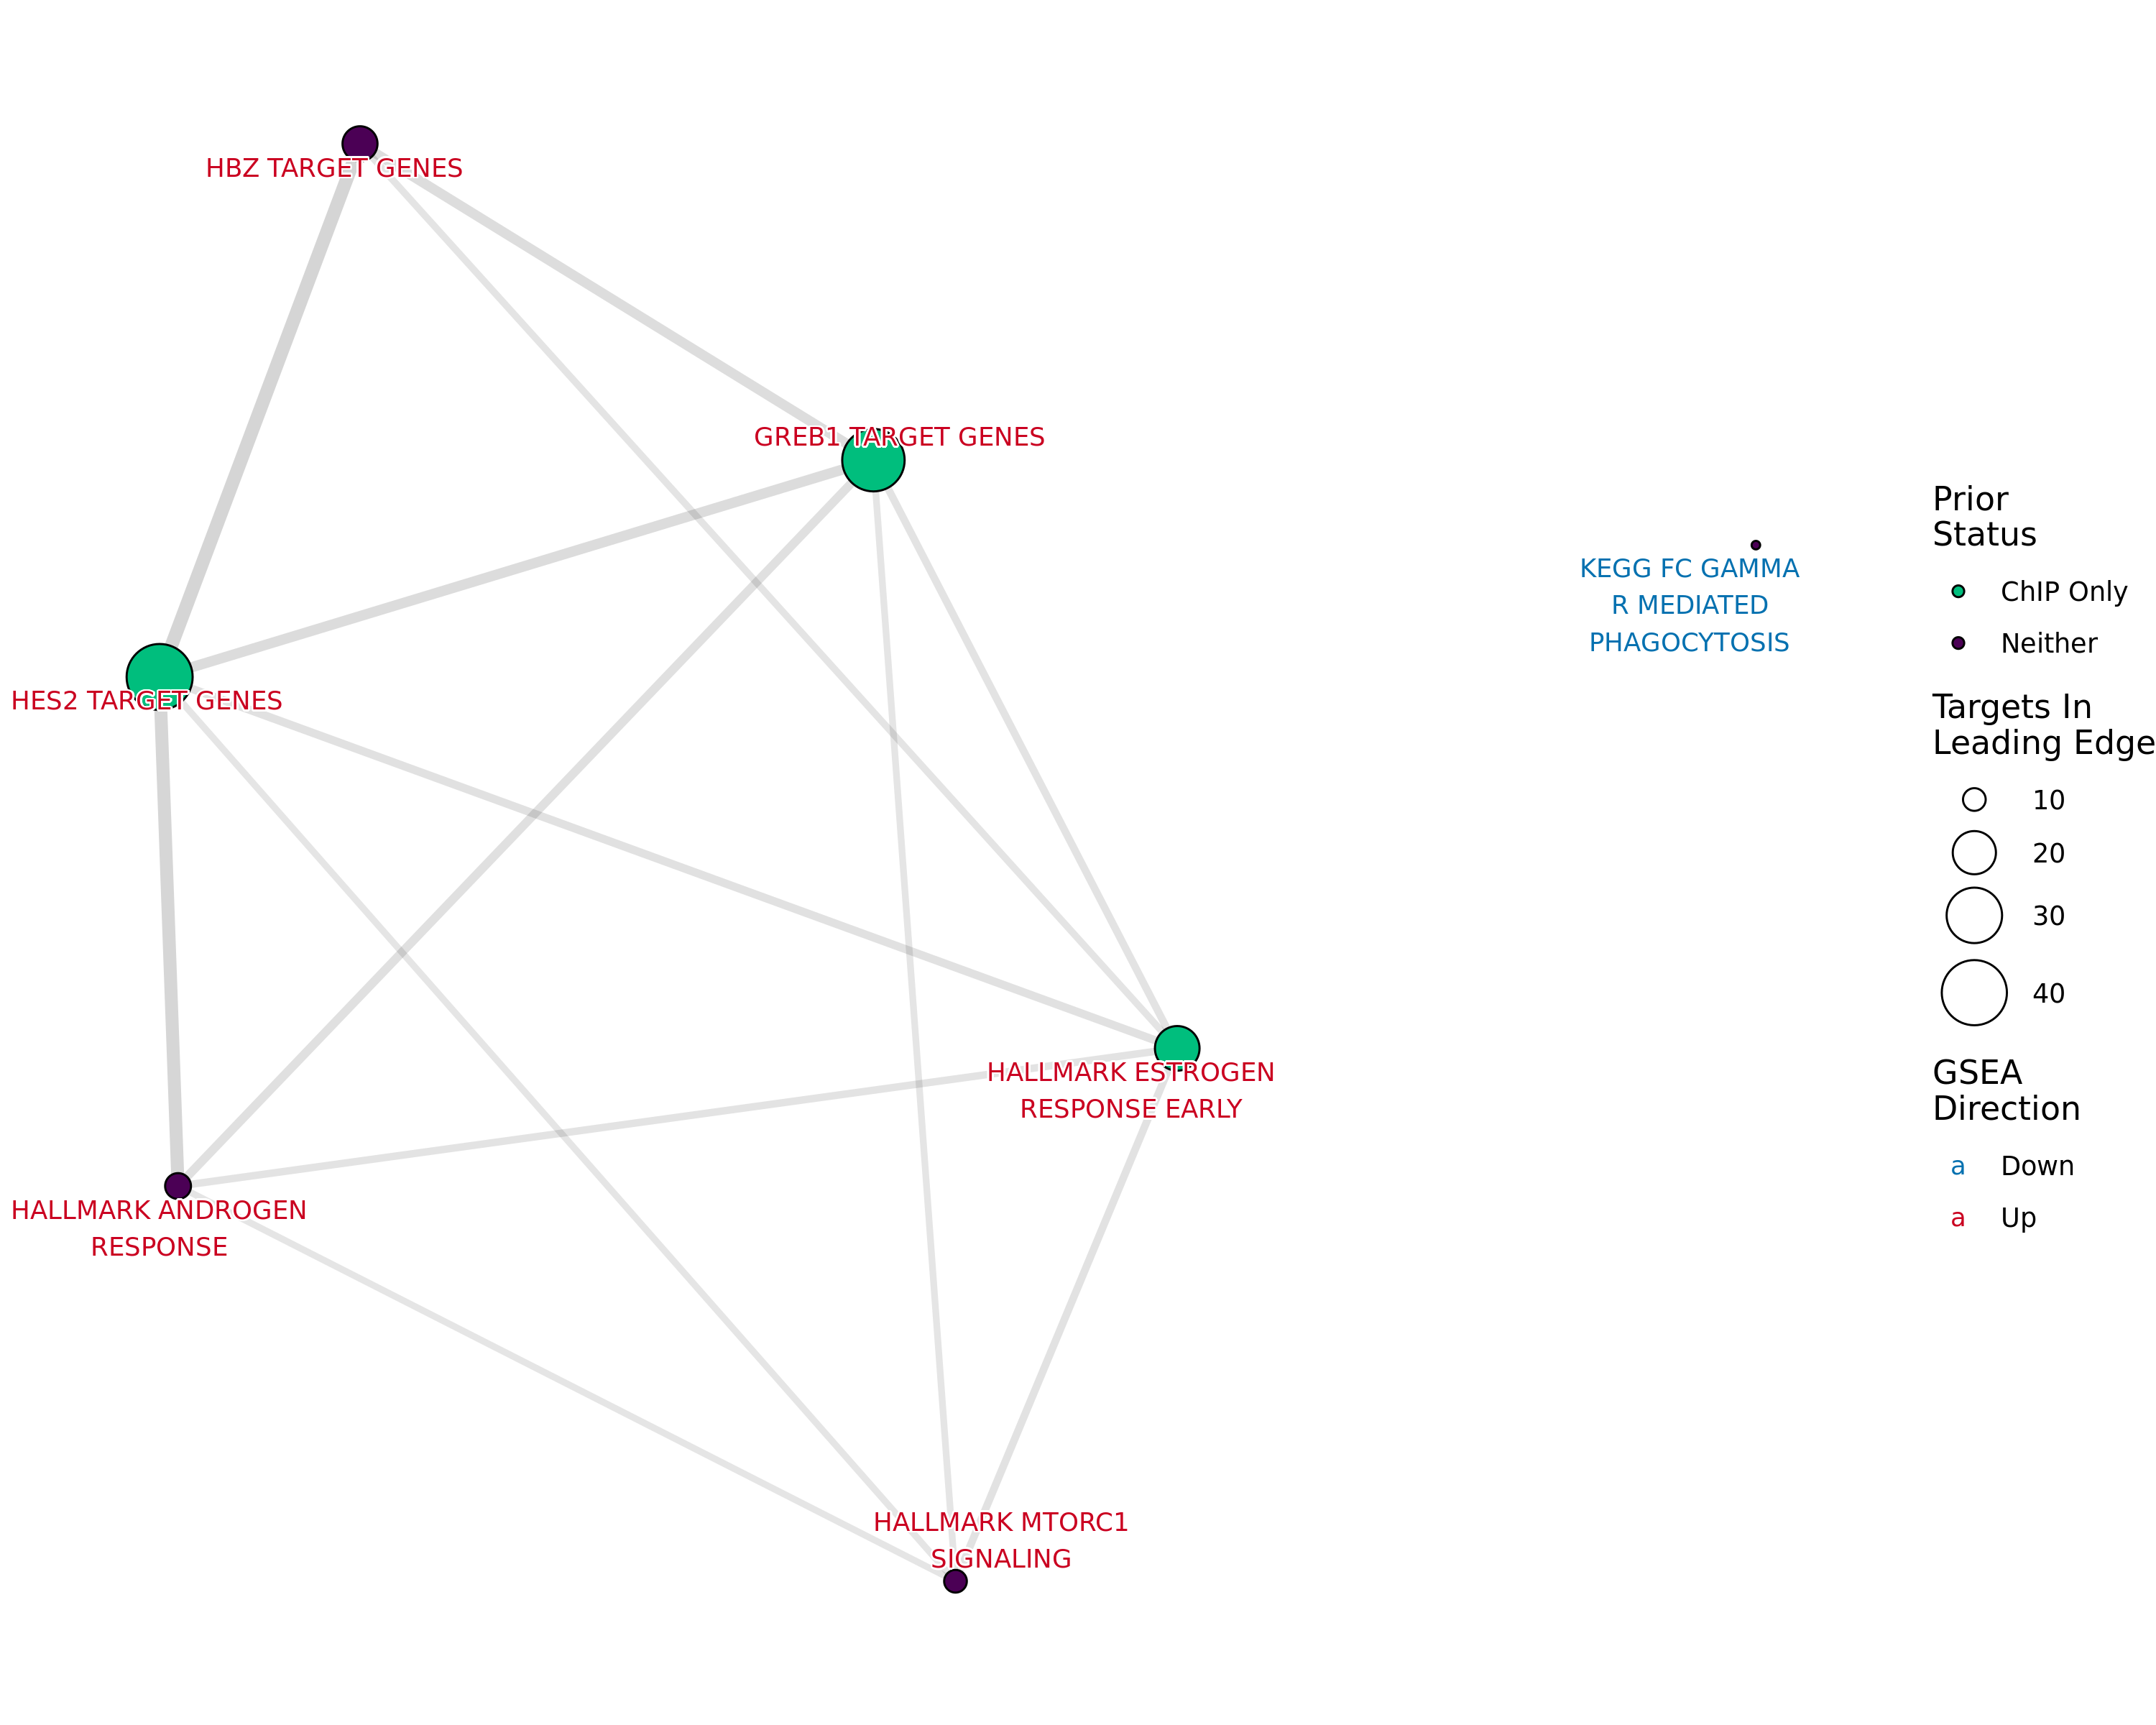 HBZ TARGET GENES
GREB1 TARGET GENES
HES2 TARGET GENES
HALLMARK ESTROGEN
RESPONSE EARLY
HALLMARK ANDROGEN
RESPONSE
HALLMARK MTORC1
SIGNALING
KEGG FC GAMMA
R MEDIATED
PHAGOCYTOSIS
Prior
Status
ChIP Only
Neither
Targets In
Leading Edge
10
20
30
40
GSEA
Direction
a Down
a Up